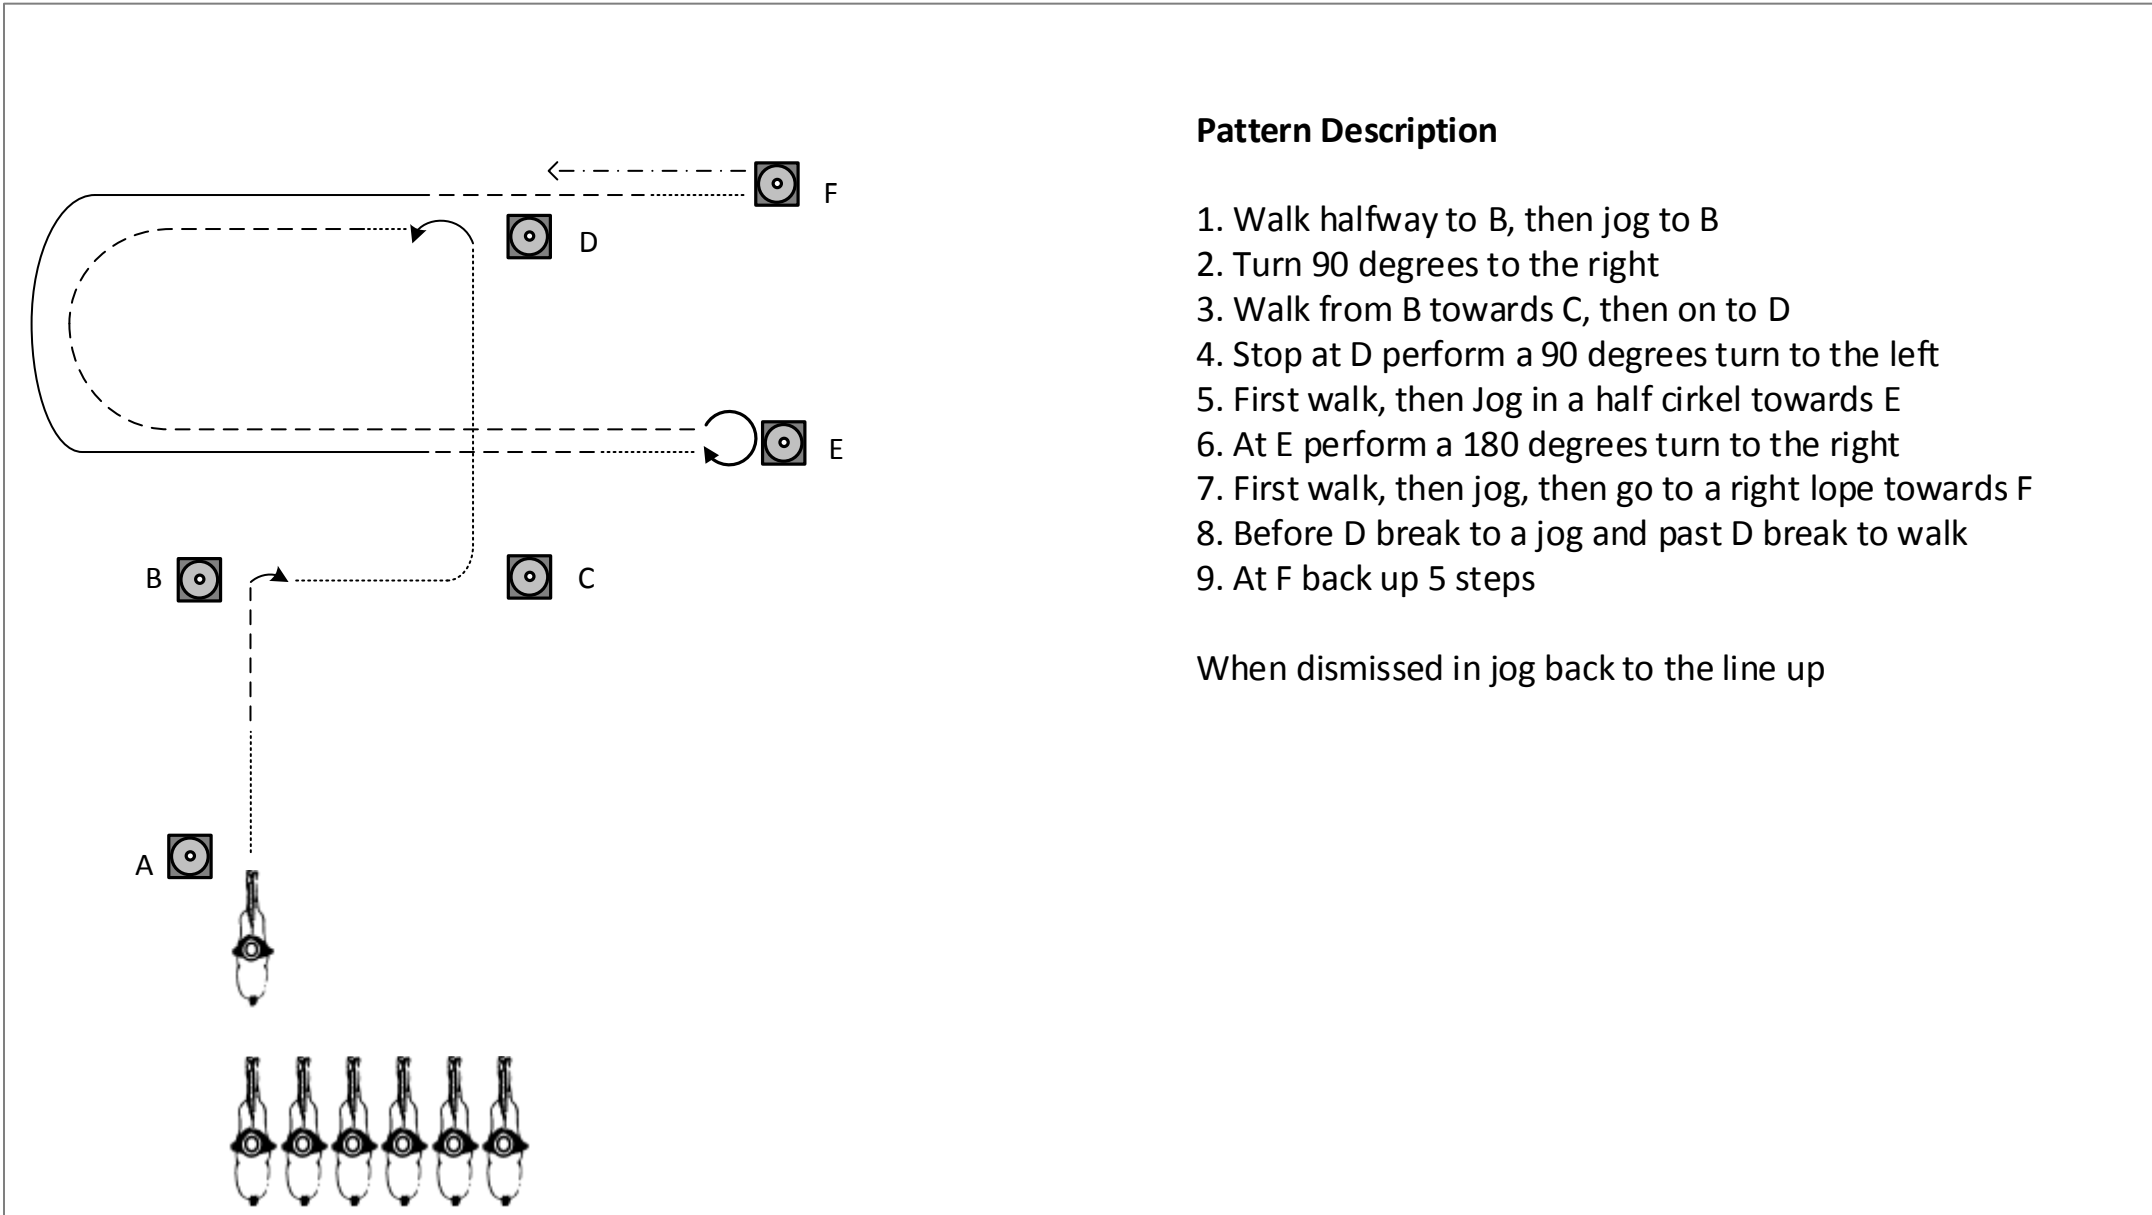 Pattern Description
1. Walk halfway to B, then jog to B
2. Turn 90 degrees to the right
3. Walk from B towards C, then on to D
4. Stop at D perform a 90 degrees turn to the left
5. First walk, then Jog in a half cirkel towards E
6. At E perform a 180 degrees turn to the right
7. First walk, then jog, then go to a right lope towards F
8. Before D break to a jog and past D break to walk
9. At F back up 5 steps
When dismissed in jog back to the line up
F
D
E
B
C
A